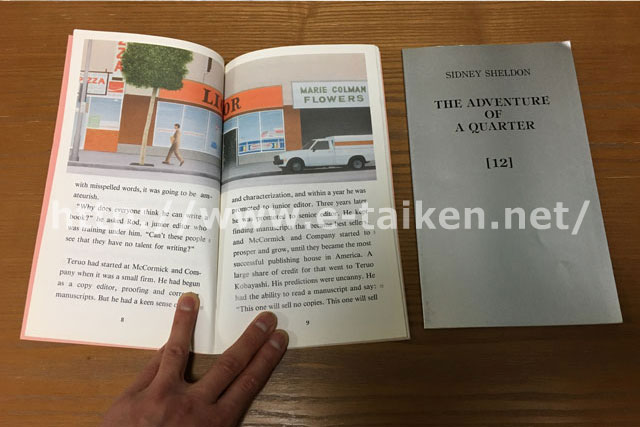 PIZZA
LIQUOR
MARIE COLMAN
FLOWERS
with misspelled words, it was going to be am-
ateurish.
"Why does everyone think he can write a
book?" he asked Rod, a junior editor who
was training under him. "Can't these people
see that they have no talent for writing?"
Teruo had started at McCormick and Com-
pany when it was small firm. He had begun
as a copy editor, proofing and
manuscripts. But he had a keen sense
8
and characterization, and within a year he was
promoted to junior editor. Three years later
he was promoted to senior editor. He kept
finding manuscripts that became best sellers,
and McCormick and Company started to
prosper and grow, until they became the most
successful publishing house in America. A
large share of credit for that went to Teruo
Kobayashi. His predictions were uncanny. He
had the ability to read a manuscript and say:
"This one will sell no copies. This one will sell
9
SIDNEY SHELDON
THE ADVENTURE
OF
A QUARTER
[12]
http://www.e-taiken.net/